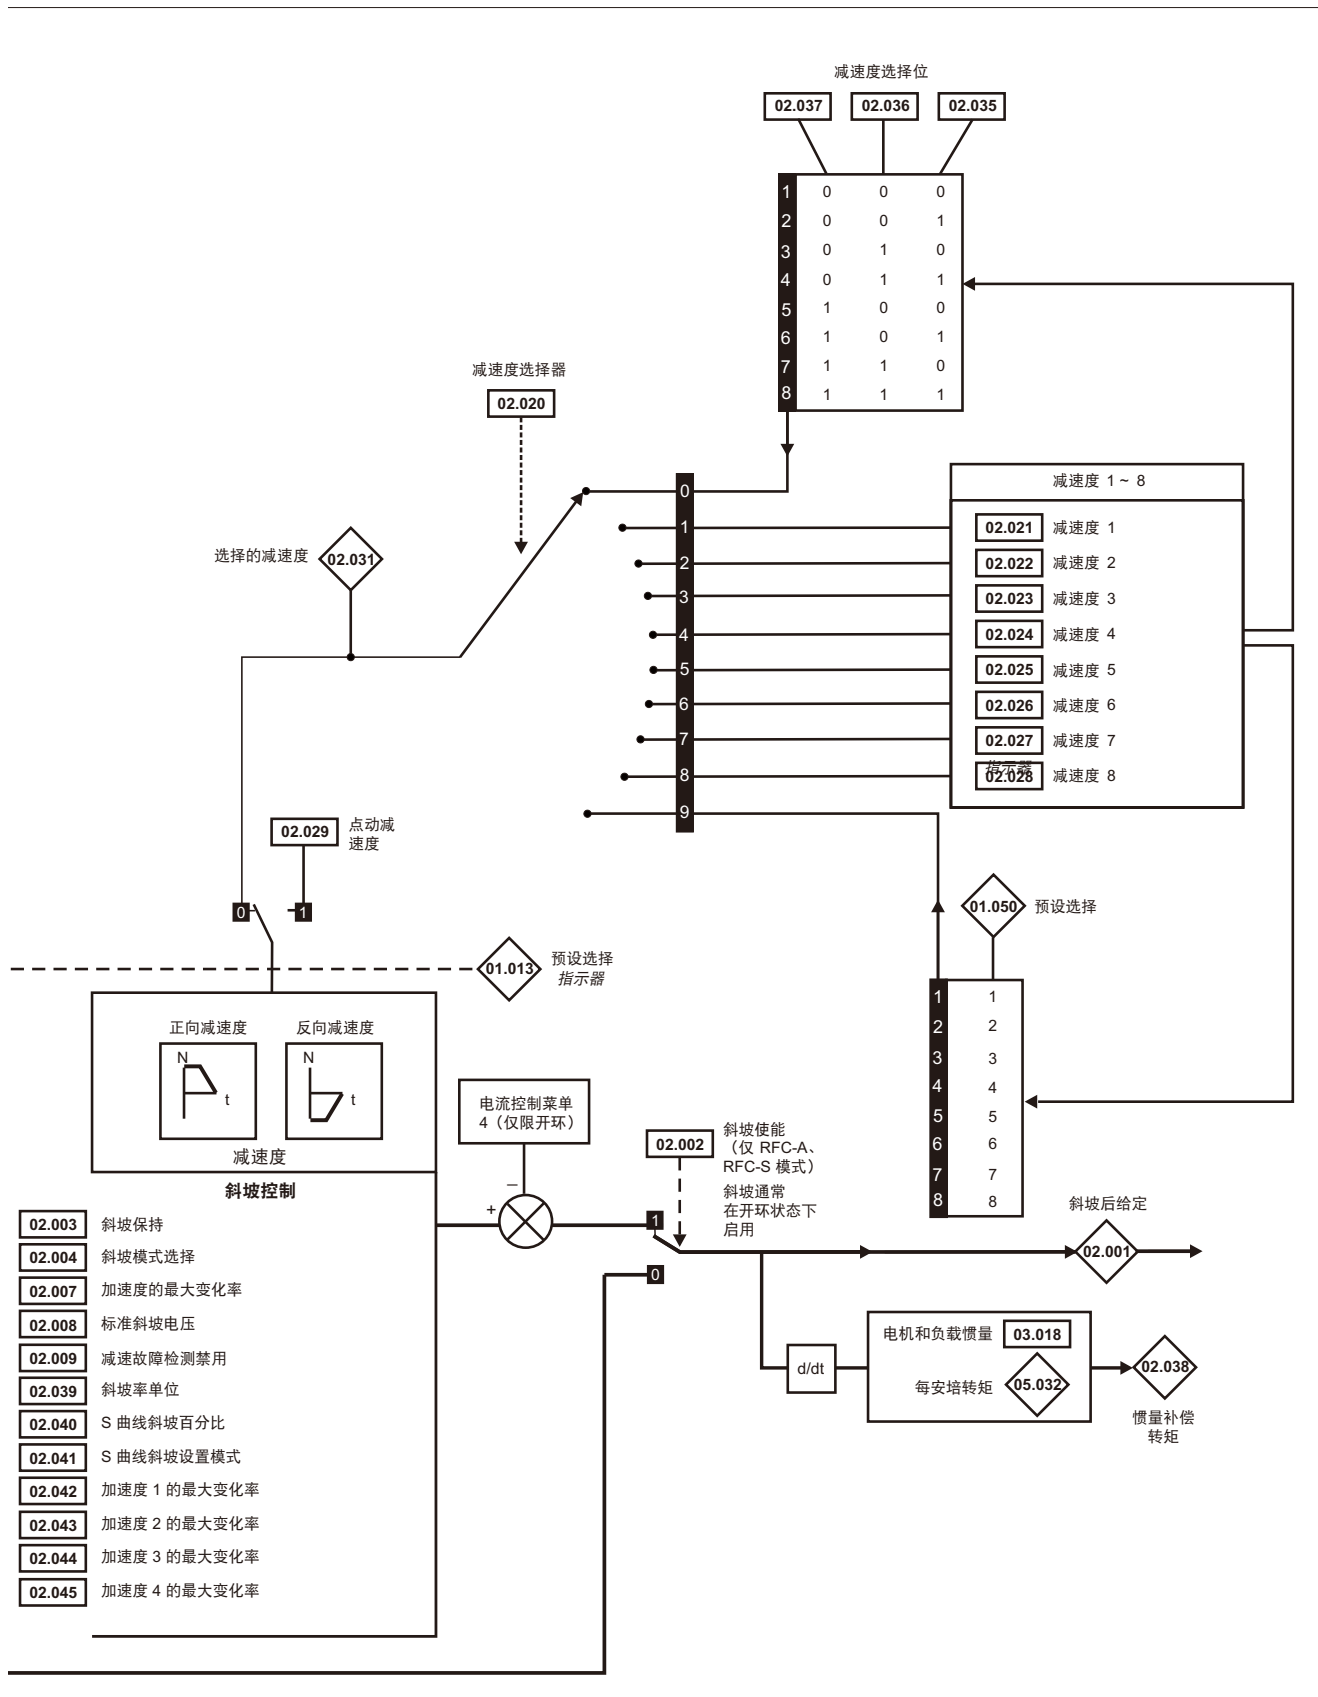 减速度选择位
02.037 02.036 02.035
1 0 0 0
2 0 0 1
3 0 1 0
4 0 1 1
5 1 0 0
6 1 0 1
7 1 1 0
8 1 1 1
减速度选择器
02.020
选择的减速度
02.031
0
1
2
3
4
5
6
7
8
9
减速度 1 ~ 8
02.021 减速度 1
02.022 减速度 2
02.023 减速度 3
02.024 减速度 4
02.025 减速度 5
02.026 减速度 6
02.027 减速度 7
指示器
02.028 减速度 8
02.029 点动减
速度
0 1
01.050 预设选择
01.013 预设选择
指示器
1 1
2 2
3 3
4 4
5 5
6 6
7 7
8 8
正向减速度 反向减速度
N N
t t
减速度
斜坡控制
电流控制菜单
4（仅限开环）
+ −
02.002 斜坡使能
（仅 RFC-A、
RFC-S 模式）
斜坡通常
在开环状态下
启用
1
0
斜坡后给定
02.001
d/dt
电机和负载惯量 03.018
每安培转矩 05.032
02.038
惯量补偿
转矩
02.003 斜坡保持
02.004 斜坡模式选择
02.007 加速度的最大变化率
02.008 标准斜坡电压
02.009 减速故障检测禁用
02.039 斜坡率单位
02.040 S 曲线斜坡百分比
02.041 S 曲线斜坡设置模式
02.042 加速度 1 的最大变化率
02.043 加速度 2 的最大变化率
02.044 加速度 3 的最大变化率
02.045 加速度 4 的最大变化率